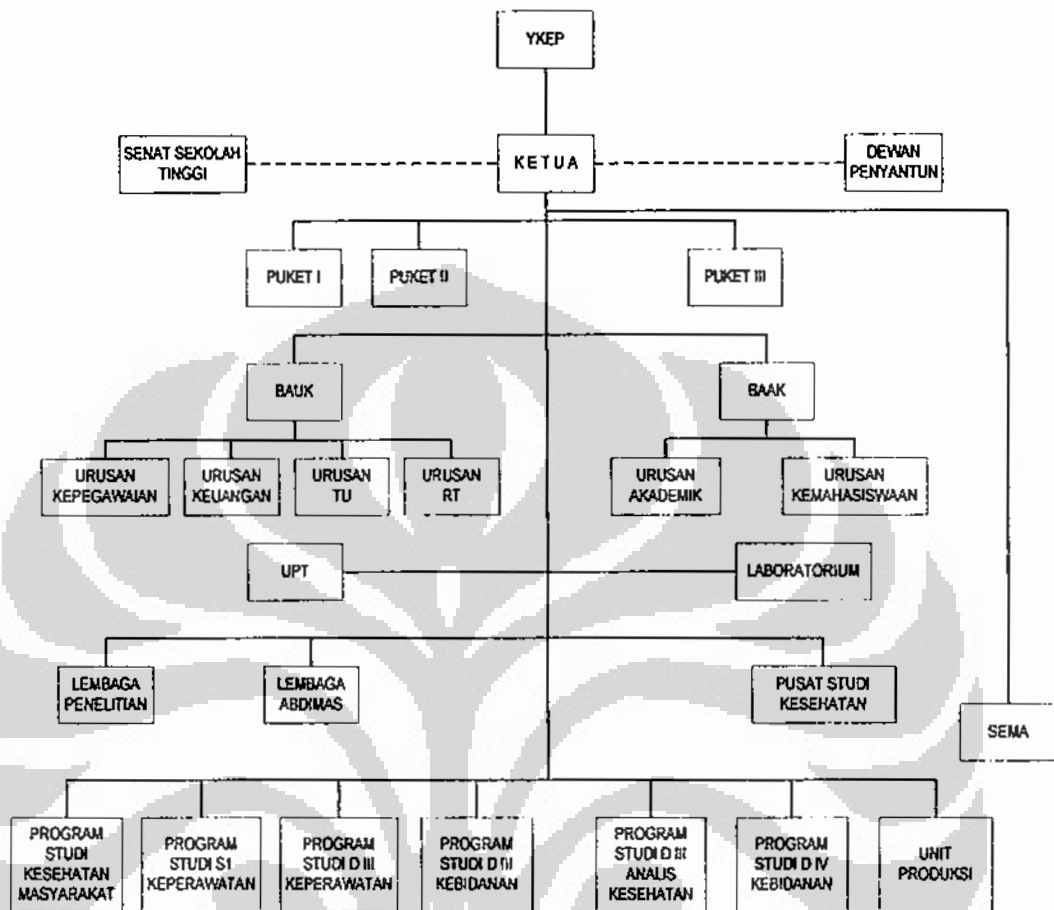 YKEP
SENAT SEKOLAH
TINGGI
KETUA
DEWAN
PENYANTUN
PUKET I
PUKET II
PUKET III
BAUK
BAAK
URUSAN
KEPEGAWAIAN
URUSAN
KEUANGAN
URUSAN
TU
URUSAN
RT
URUSAN
AKADEMIK
URUSAN
KEMAHASISWAAN
UPT
LABORATORIUM
LEMBAGA
PENELITIAN
LEMBAGA
ABDIMAS
PUSAT STUDI
KESEHATAN
SEMA
PROGRAM
STUDI
KESEHATAN
MASYARAKAT
PROGRAM
STUDI S1
KEPERAWATAN
PROGRAM
STUDI D III
KEPERAWATAN
PROGRAM
STUDI D III
KEBIDANAN
PROGRAM
STUDI D III
ANALIS
KESEHATAN
PROGRAM
STUDI D IV
KEBIDANAN
UNIT
PRODUKSI